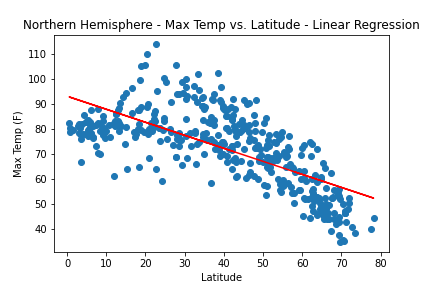 Northern Hemisphere - Max Temp vs. Latitude - Linear Regression
110
100
90
80
70
60
50
40
Max Temp (F)
0 10 20 30 40 50 60 70 80
Latitude